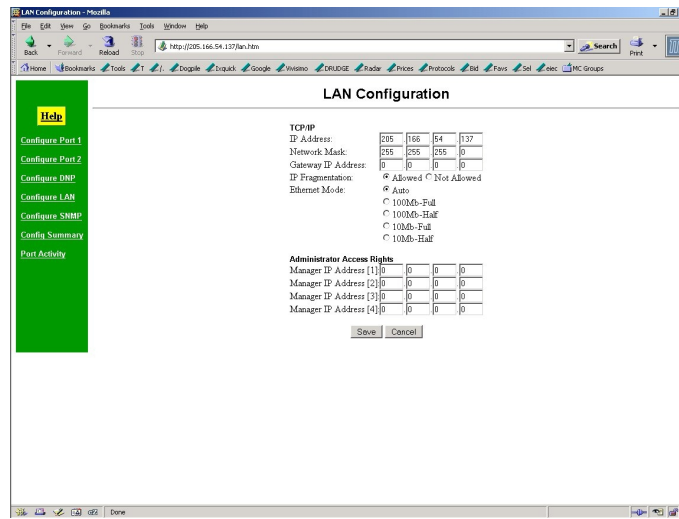 LAN Configuration - Mozilla
File Edit View Go Bookmarks Tools Window Help
Back Forward Reload Stop http://205.166.54.137/lan.htm Search Print
Home Bookmarks Tools T /. Dogpile Ixquick Google Vivisimo DRUDGE Radar Prices Protocols Bid Favs Sel eiec MC Groups
LAN Configuration
Help
Configure Port 1
Configure Port 2
Configure DNP
Configure LAN
Configure SNMP
Config Summary
Port Activity
TCP/IP
IP Address: 205 . 166 . 54 . 137
Network Mask: 255 . 255 . 255 . 0
Gateway IP Address: 0 . 0 . 0 . 0
IP Fragmentation: Allowed Not Allowed
Ethernet Mode: Auto
100Mb-Full
100Mb-Half
10Mb-Full
10Mb-Half
Administrator Access Rights
Manager IP Address [1]: 0 . 0 . 0 . 0
Manager IP Address [2]: 0 . 0 . 0 . 0
Manager IP Address [3]: 0 . 0 . 0 . 0
Manager IP Address [4]: 0 . 0 . 0 . 0
Save Cancel
Done